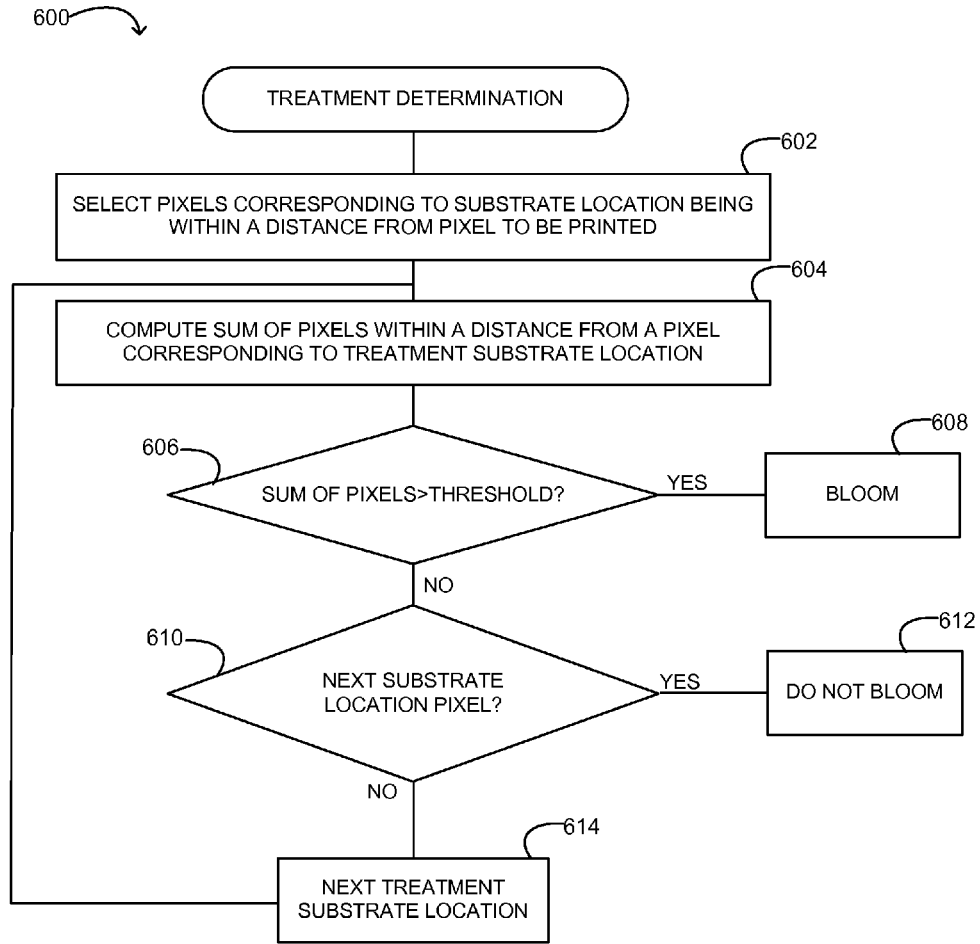 600
TREATMENT DETERMINATION
602
SELECT PIXELS CORRESPONDING TO SUBSTRATE LOCATION BEING
WITHIN A DISTANCE FROM PIXEL TO BE PRINTED
604
COMPUTE SUM OF PIXELS WITHIN A DISTANCE FROM A PIXEL
CORRESPONDING TO TREATMENT SUBSTRATE LOCATION
606
SUM OF PIXELS>THRESHOLD?
YES
608
BLOOM
NO
610
NEXT SUBSTRATE
LOCATION PIXEL?
YES
612
DO NOT BLOOM
NO
614
NEXT TREATMENT
SUBSTRATE LOCATION